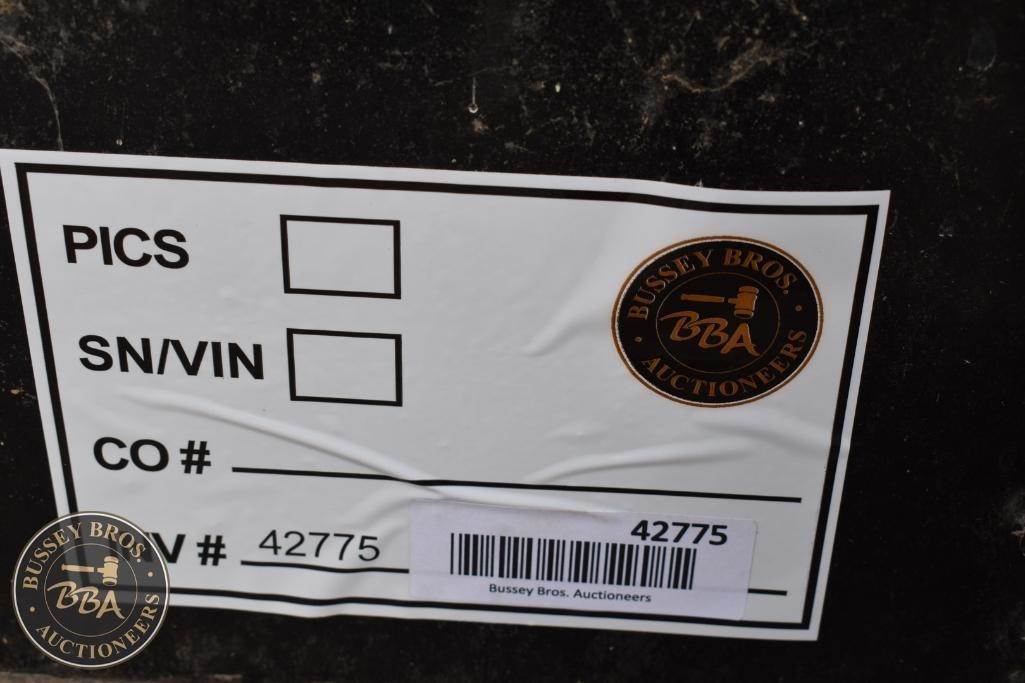 PICS
BUSSEY BROS.
BBA
AUCTIONEERS
SN/VIN
CO #
V # 42775
42775
Bussey Bros. Auctioneers
BUSSEY BROS.
BBA
AUCTIONEERS